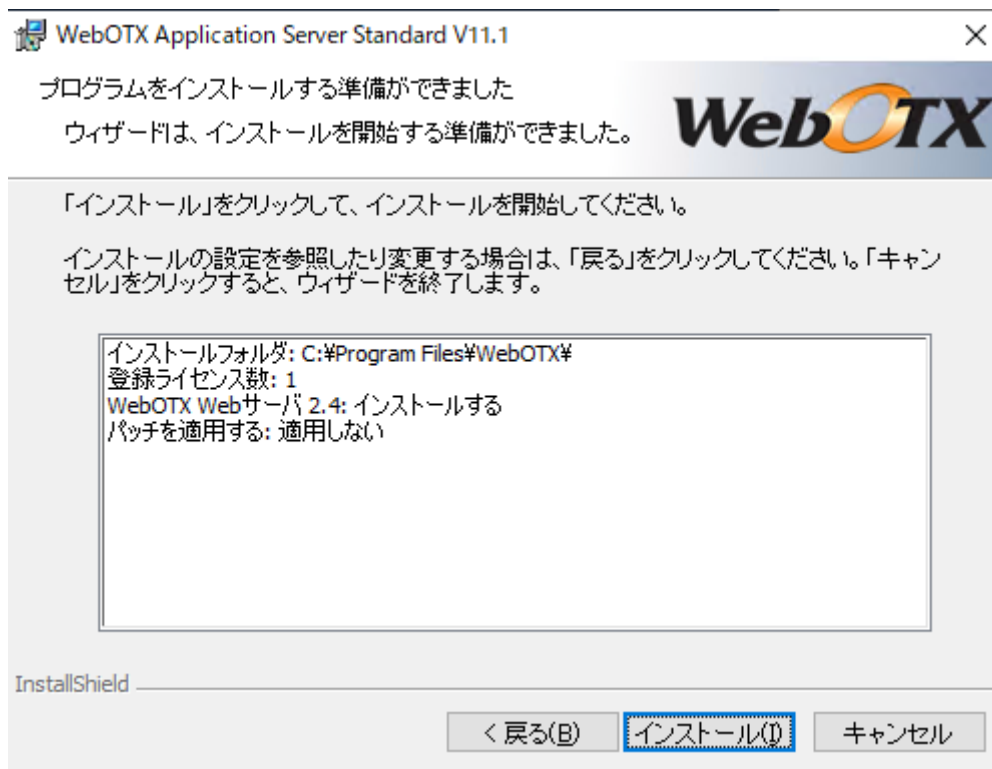 WebOTX Application Server Standard V11.1
プログラムをインストールする準備ができました
ウィザードは、インストールを開始する準備ができました。
WebOTX
「インストール」をクリックして、インストールを開始してください。
インストールの設定を参照したり変更する場合は、「戻る」をクリックしてください。「キャン
セル」をクリックすると、ウィザードを終了します。
インストールフォルダ: C:¥Program Files¥WebOTX¥
登録ライセンス数: 1
WebOTX Webサーバ 2.4: インストールする
パッチを適用する: 適用しない
InstallShield
< 戻る(B)
インストール(I)
キャンセル